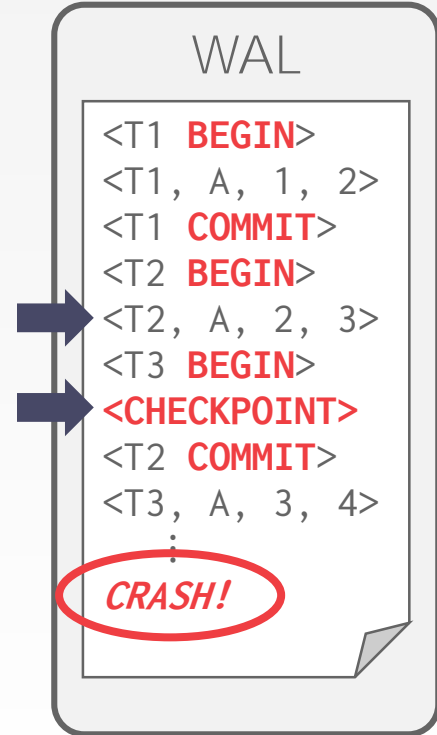 WAL
<T1 BEGIN>
<T1, A, 1, 2>
<T1 COMMIT>
<T2 BEGIN>
<T2, A, 2, 3>
<T3 BEGIN>
<CHECKPOINT>
<T2 COMMIT>
<T3, A, 3, 4>
⋮
CRASH!